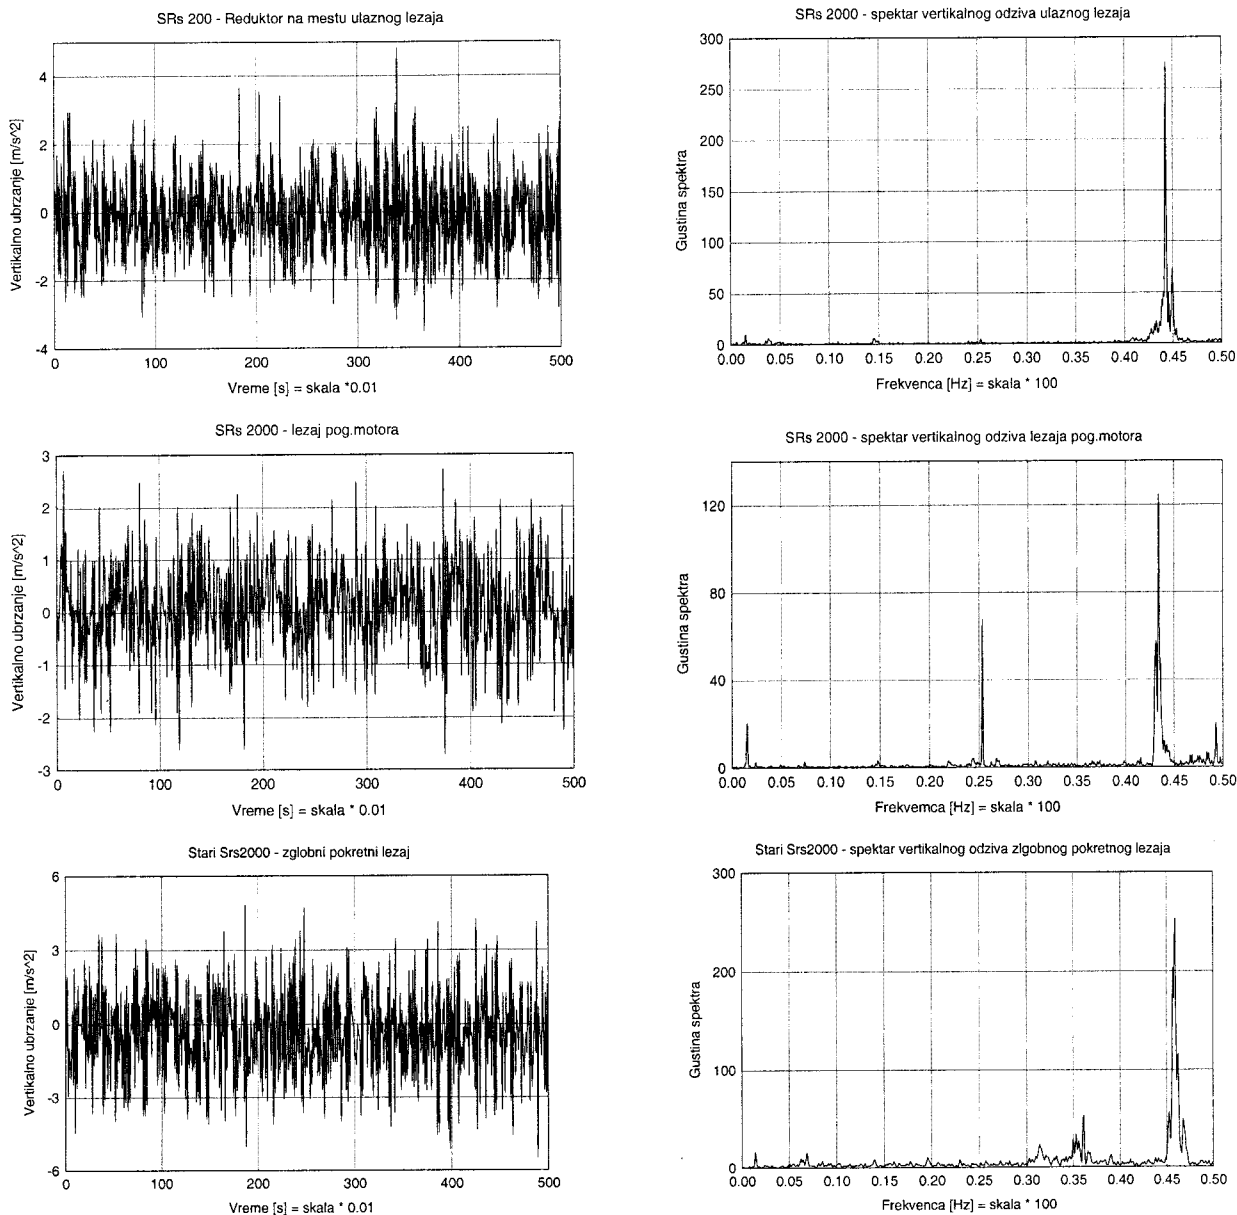 SRs 200 - Reduktor na mestu ulaznog lezaja
Vertikalno ubrzanje [m/s^2]
4
2
0
-2
-4
0 100 200 300 400 500
Vreme [s] = skala *0.01
SRs 2000 - spektar vertikalnog odziva ulaznog lezaja
Gustina spektra
300
250
200
150
100
50
0
0.00 0.05 0.10 0.15 0.20 0.25 0.30 0.35 0.40 0.45 0.50
Frekvenca [Hz] = skala * 100
SRs 2000 - lezaj pog.motora
Vertikalno ubrzanje [m/s^2]
3
2
1
0
-1
-2
-3
0 100 200 300 400 500
Vreme [s] = skala * 0.01
SRs 2000 - spektar vertikalnog odziva lezaja pog.motora
Gustina spektra
120
80
40
0
0.00 0.05 0.10 0.15 0.20 0.25 0.30 0.35 0.40 0.45 0.50
Frekvemca [Hz] = skala * 100
Stari Srs2000 - zglobni pokretni lezaj
Vertikalno ubrzanje [m/s^2]
6
3
0
-3
-6
0 100 200 300 400 500
Vreme [s] = skala * 0.01
Stari Srs2000 - spektar vertikalnog odziva zlgobnog pokretnog lezaja
Gustina spektra
300
200
100
0
0.00 0.05 0.10 0.15 0.20 0.25 0.30 0.35 0.40 0.45 0.50
Frekvenca [Hz] = skala * 100